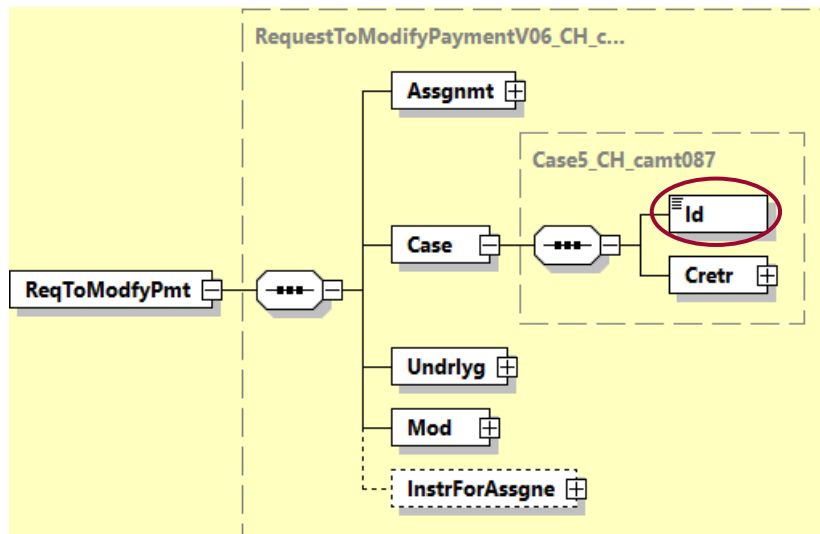 RequestToModifyPaymentV06_CH_c...
Assgnmt
Case5_CH_camt087
Id
Case
Cretr
ReqToModfyPmt
Undrlyg
Mod
InstrForAssgne